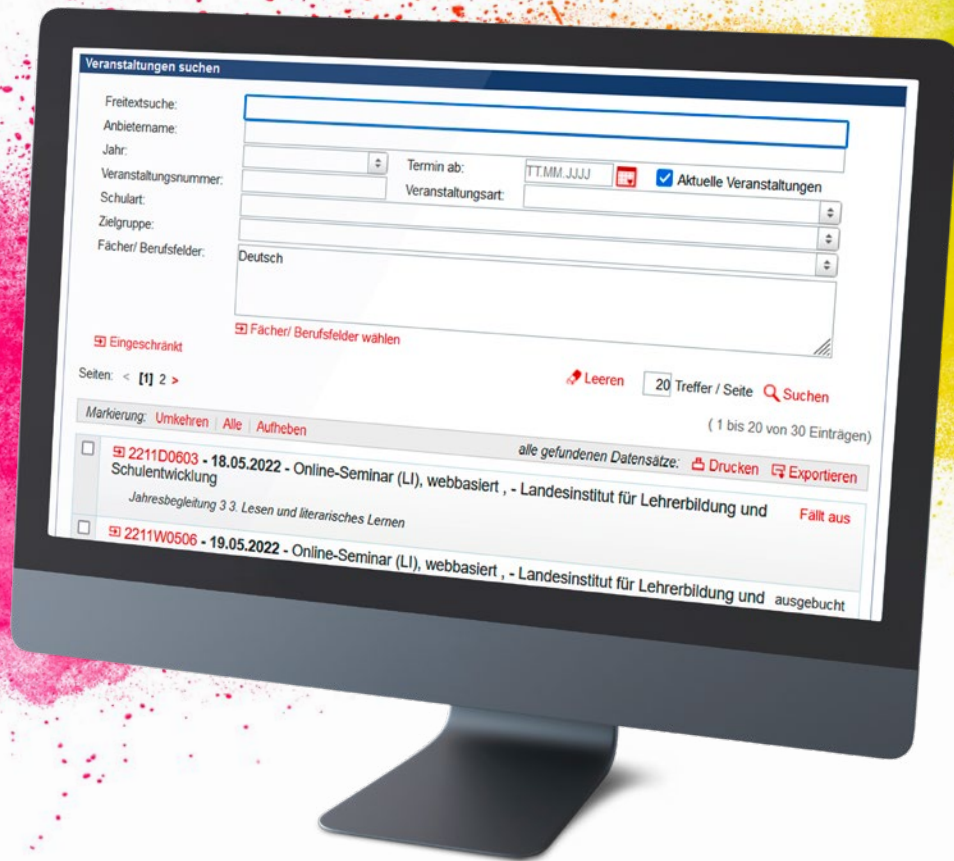 Veranstaltungen suchen
Freitextsuche:
Anbietername:
Jahr:
Termin ab: TT.MM.JJJJ Aktuelle Veranstaltungen
Veranstaltungsnummer:
Veranstaltungsart:
Schulart:
Zielgruppe:
Fächer/ Berufsfelder: Deutsch
Fächer/ Berufsfelder wählen
Eingeschränkt
Leeren 20 Treffer / Seite Suchen
Seiten: < [1] 2 >
( 1 bis 20 von 30 Einträgen)
Markierung: Umkehren | Alle | Aufheben
alle gefundenen Datensätze: Drucken Exportieren
2211D0603 - 18.05.2022 - Online-Seminar (LI), webbasiert , - Landesinstitut für Lehrerbildung und Fällt aus
Schulentwicklung
Jahresbegleitung 3 3. Lesen und literarisches Lernen
2211W0506 - 19.05.2022 - Online-Seminar (LI), webbasiert , - Landesinstitut für Lehrerbildung und ausgebucht